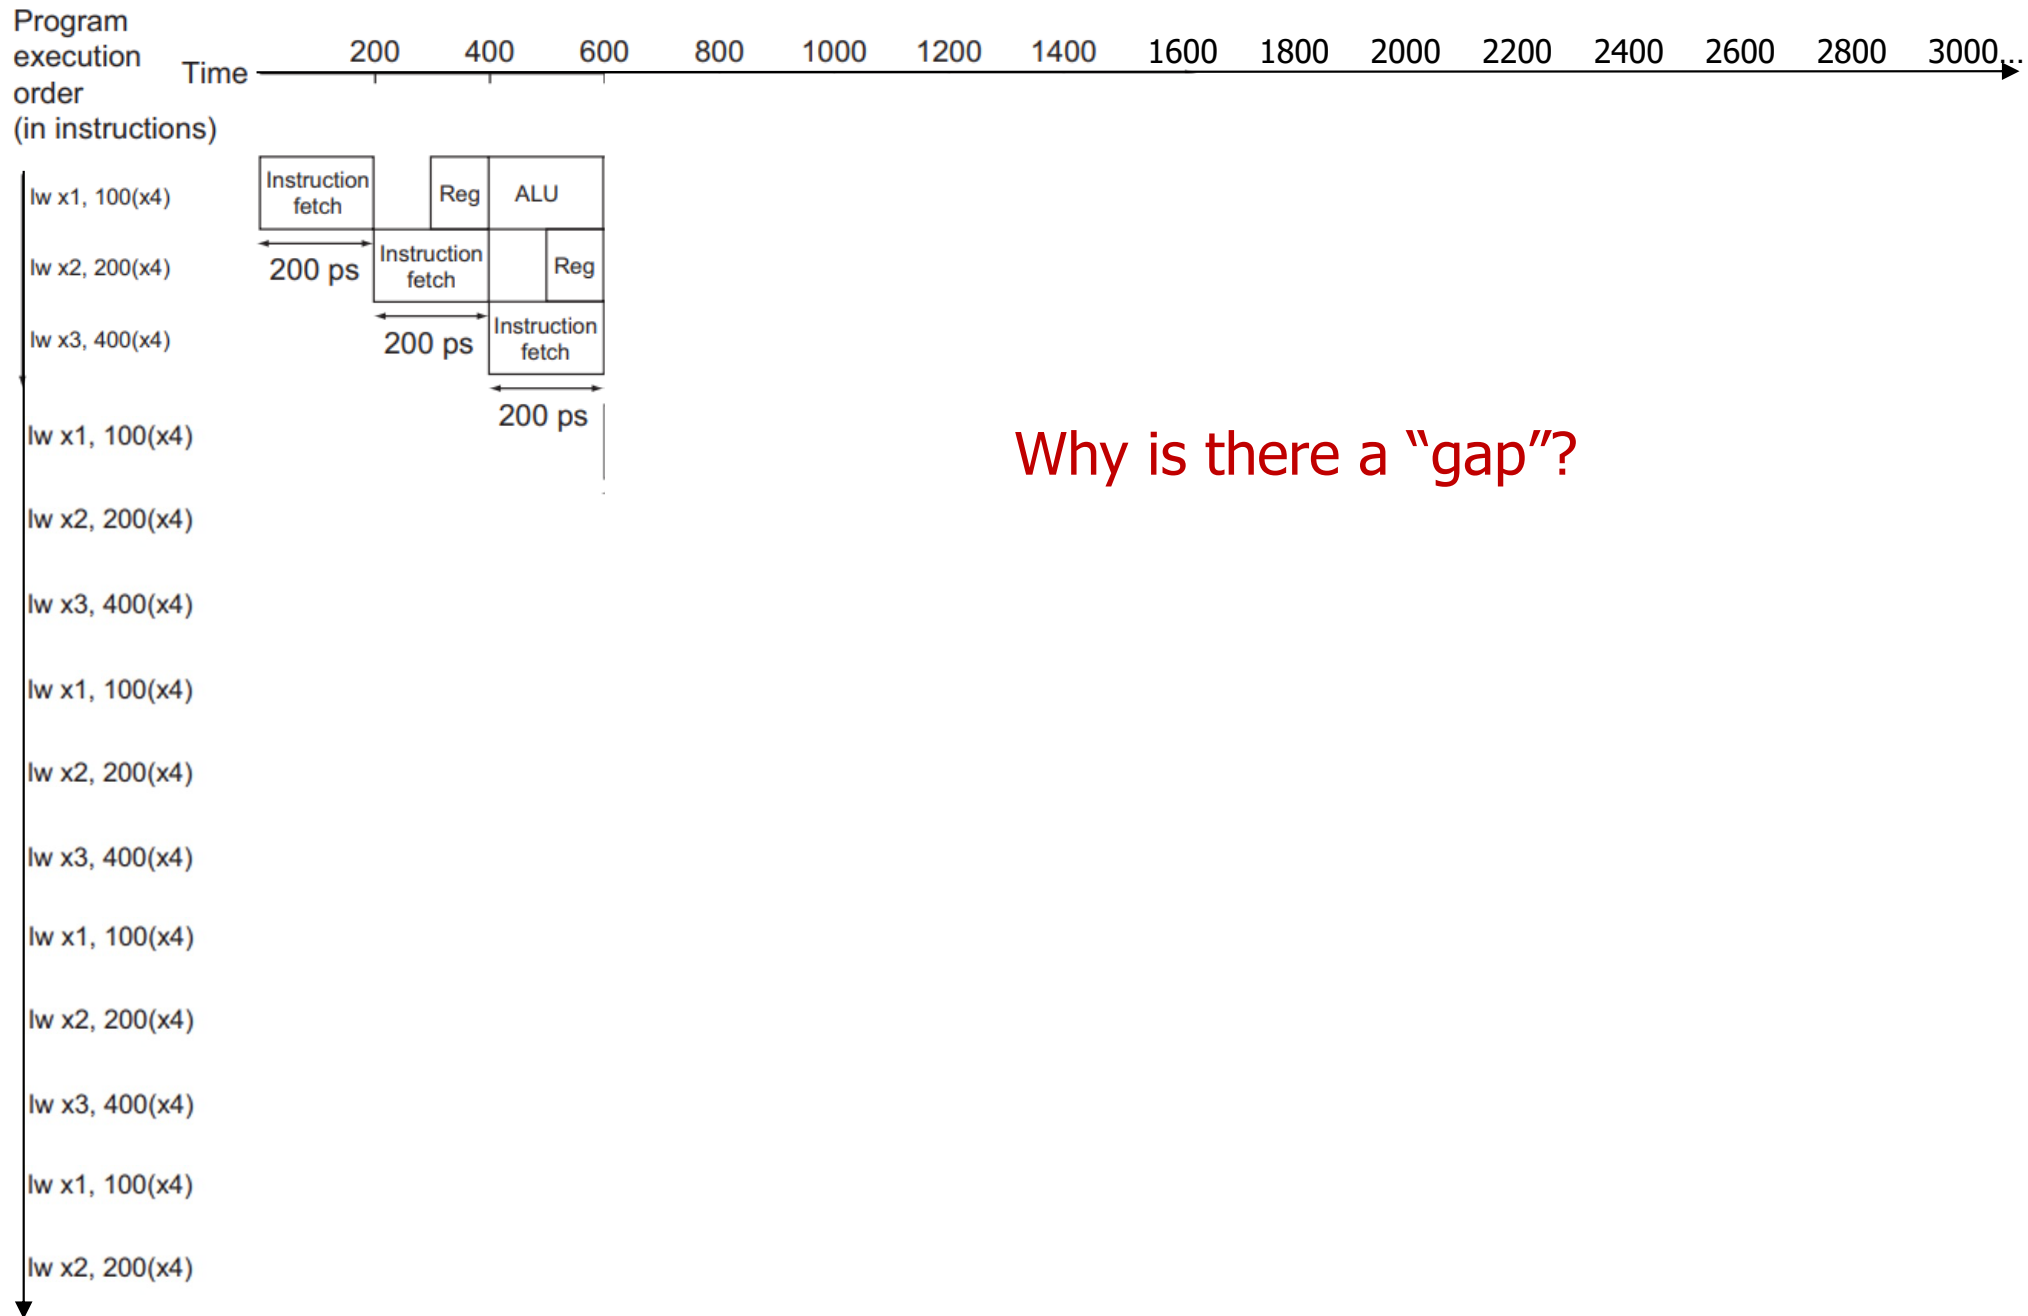 Program
execution
order
(in instructions)
Time
200 400 600 800 1000 1200 1400 1600 1800 2000 2200 2400 2600 2800 3000...
lw x1, 100(x4)
Instruction
fetch
Reg
ALU
200 ps
lw x2, 200(x4)
Instruction
fetch
Reg
200 ps
lw x3, 400(x4)
Instruction
fetch
200 ps
lw x1, 100(x4)
Why is there a “gap”?
lw x2, 200(x4)
lw x3, 400(x4)
lw x1, 100(x4)
lw x2, 200(x4)
lw x3, 400(x4)
lw x1, 100(x4)
lw x2, 200(x4)
lw x3, 400(x4)
lw x1, 100(x4)
lw x2, 200(x4)